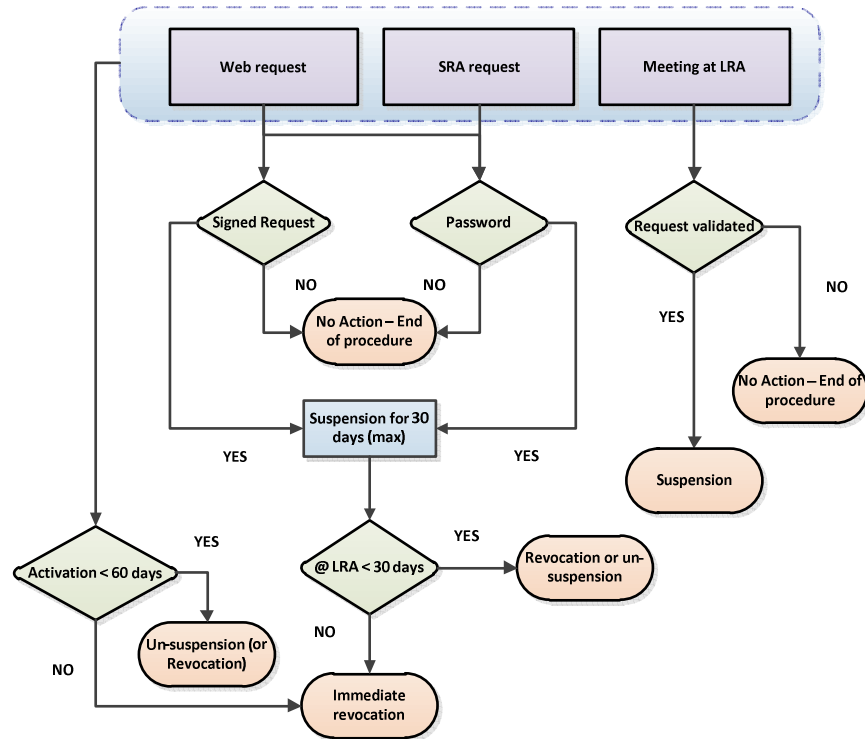 Web request
SRA request
Meeting at LRA
Signed Request
Password
Request validated
NO
NO
NO
No Action – End
of procedure
YES
No Action – End of
procedure
Suspension for 30
days (max)
YES
YES
Suspension
YES
YES
Revocation or un-
suspension
Activation < 60 days
@ LRA < 30 days
NO
Un-suspension (or
Revocation)
NO
Immediate
revocation